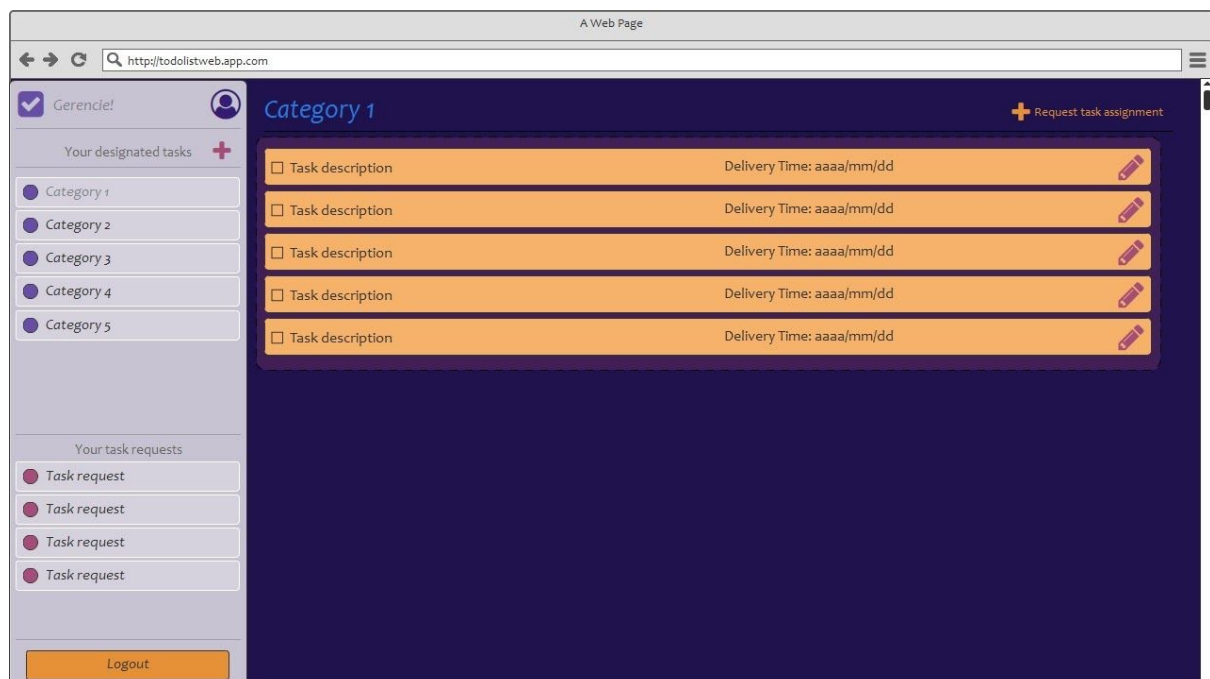 A Web Page
http://todolistweb.app.com
Gerencie!
Your designated tasks
Category 1
Category 2
Category 3
Category 4
Category 5
Your task requests
Task request
Task request
Task request
Task request
Logout
Category 1
Request task assignment
Task description Delivery Time: aaaa/mm/dd
Task description Delivery Time: aaaa/mm/dd
Task description Delivery Time: aaaa/mm/dd
Task description Delivery Time: aaaa/mm/dd
Task description Delivery Time: aaaa/mm/dd